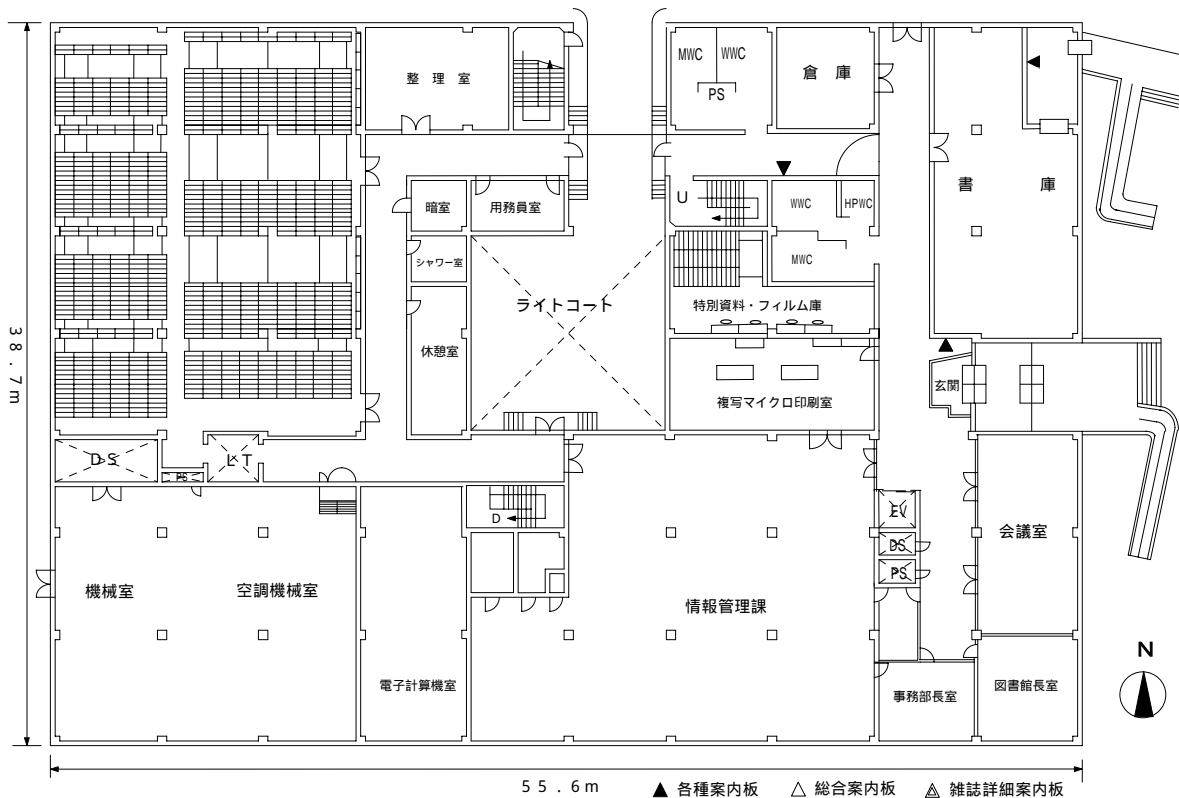 整理室
MWC
WWC
PS
倉庫
書庫
暗室
用務員室
U
WWC
HPWC
シャワー室
MWC
ライトコート
特別資料・フィルム庫
休憩室
複写マイクロ印刷室
玄関
DS
LT
PS
D
EV
DS
PS
会議室
機械室
空調機械室
情報管理課
電子計算機室
事務部長室
図書館長室
N
38.7m
55.6m
▲ 各種案内板 △ 総合案内板 ◬ 雑誌詳細案内板